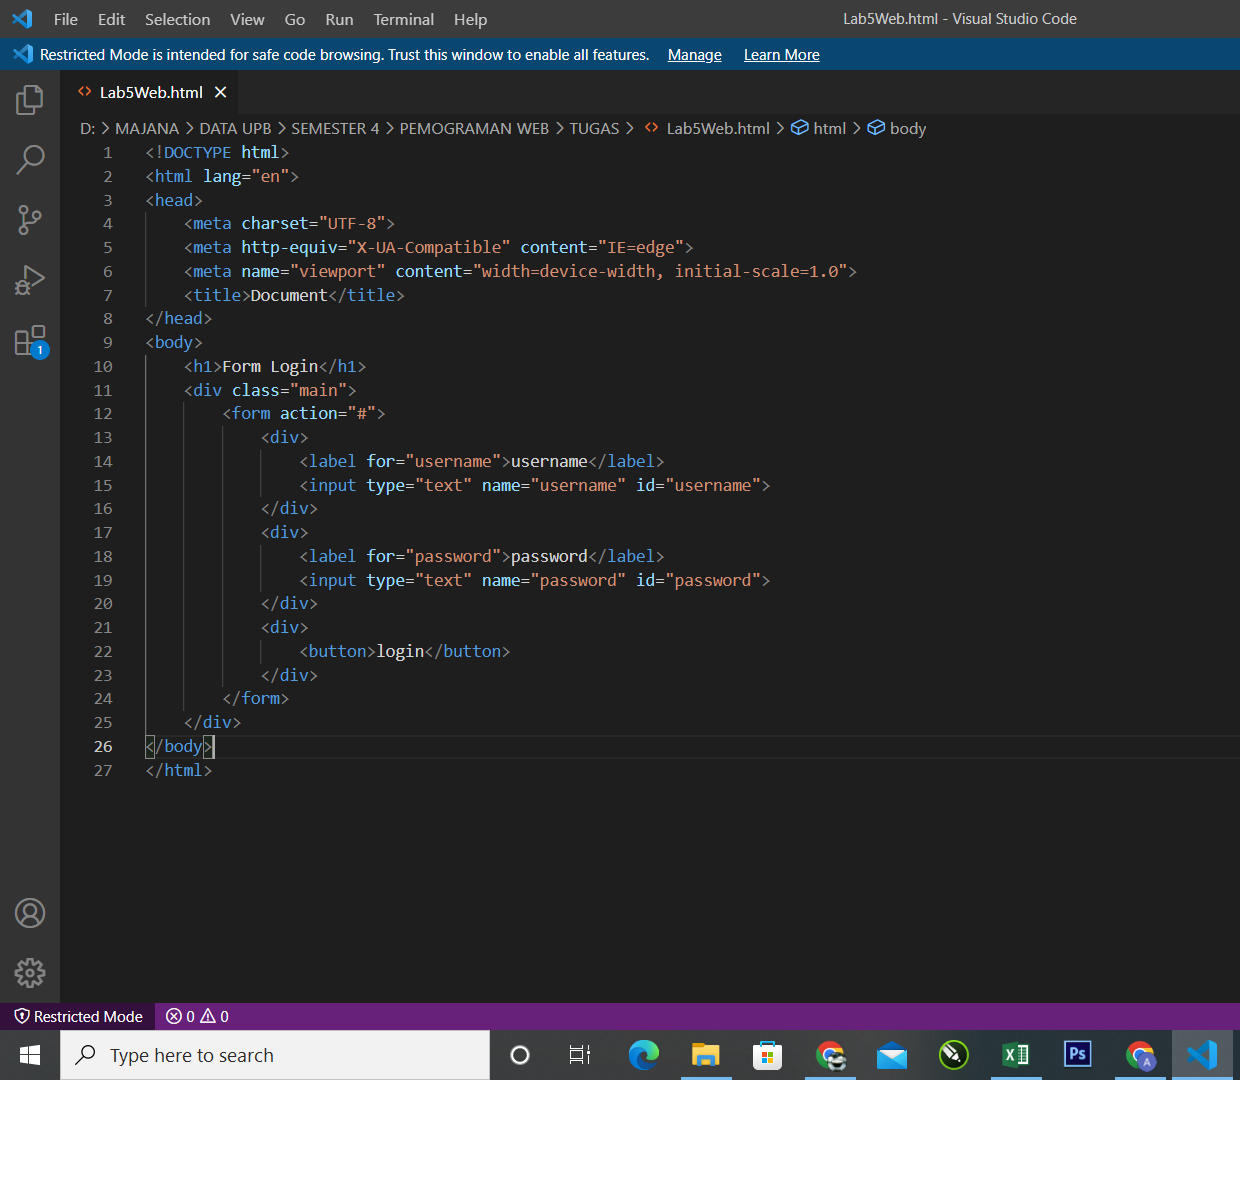 File Edit Selection View Go Run Terminal Help Lab5Web.html - Visual Studio Code
Restricted Mode is intended for safe code browsing. Trust this window to enable all features. Manage Learn More
Lab5Web.html
D: > MAJANA > DATA UPB > SEMESTER 4 > PEMOGRAMAN WEB > TUGAS > Lab5Web.html > html > body
1 <!DOCTYPE html>
2 <html lang="en">
3 <head>
4 <meta charset="UTF-8">
5 <meta http-equiv="X-UA-Compatible" content="IE=edge">
6 <meta name="viewport" content="width=device-width, initial-scale=1.0">
7 <title>Document</title>
8 </head>
9 <body>
10 <h1>Form Login</h1>
11 <div class="main">
12 <form action="#">
13 <div>
14 <label for="username">username</label>
15 <input type="text" name="username" id="username">
16 </div>
17 <div>
18 <label for="password">password</label>
19 <input type="text" name="password" id="password">
20 </div>
21 <div>
22 <button>login</button>
23 </div>
24 </form>
25 </div>
26 </body>
27 </html>
1
Restricted Mode 0 0
Type here to search
Ps
A